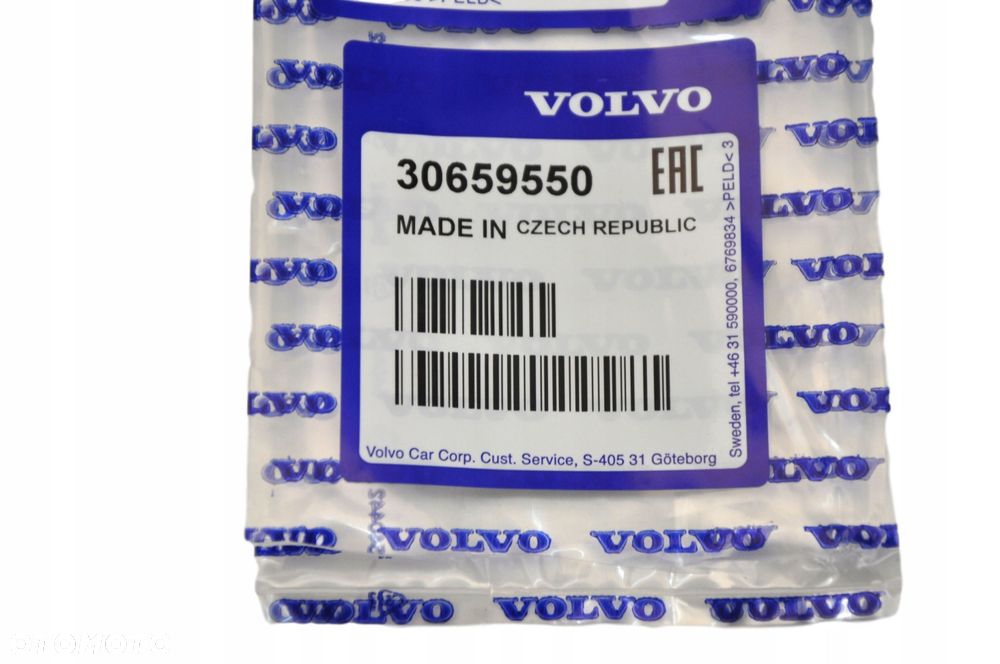 VOLVO
30659550
EAC
MADE IN CZECH REPUBLIC
Volvo Car Corp. Cust. Service, S-405 31 Göteborg
Sweden, tel +46 31 590000, 6769834 >PELD< 3
VOLVO VOLVO
VOLVO VOLVO VOLVO
OTOMOTO